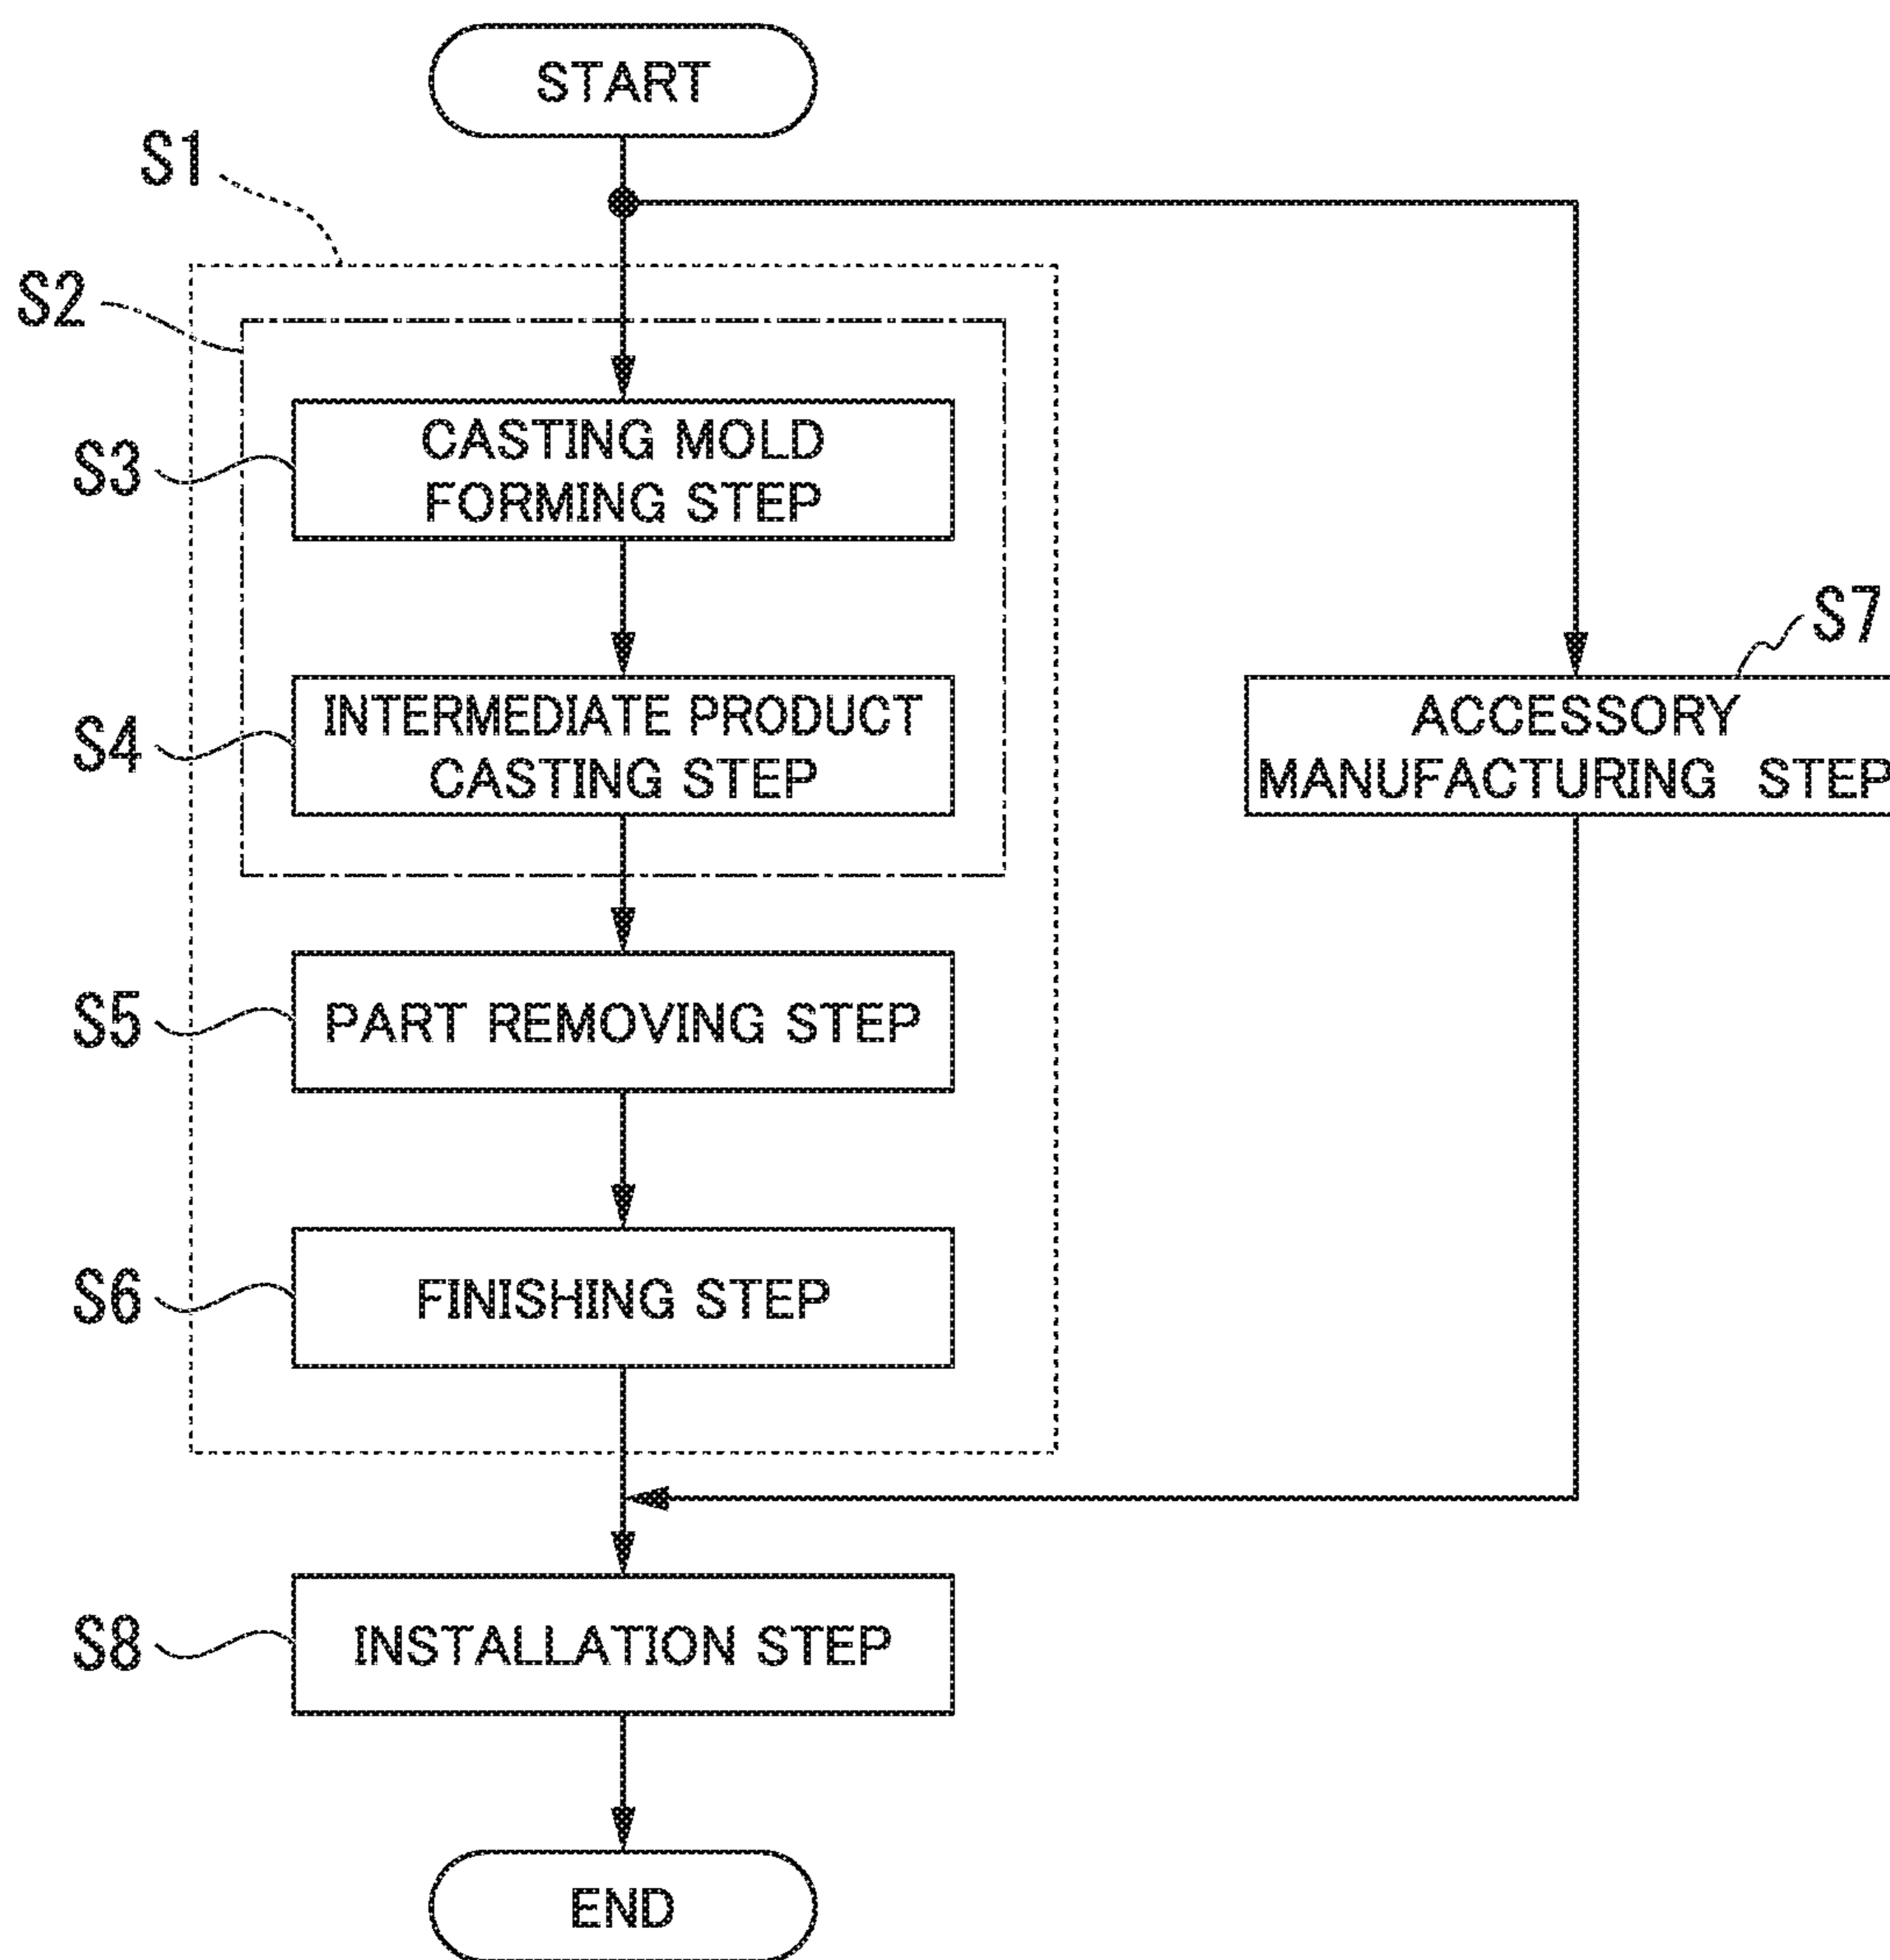 START
S1
S2
S3
CASTING MOLD
FORMING STEP
S7
S4
INTERMEDIATE PRODUCT
CASTING STEP
ACCESSORY
MANUFACTURING STEP
S5
PART REMOVING STEP
S6
FINISHING STEP
S8
INSTALLATION STEP
END